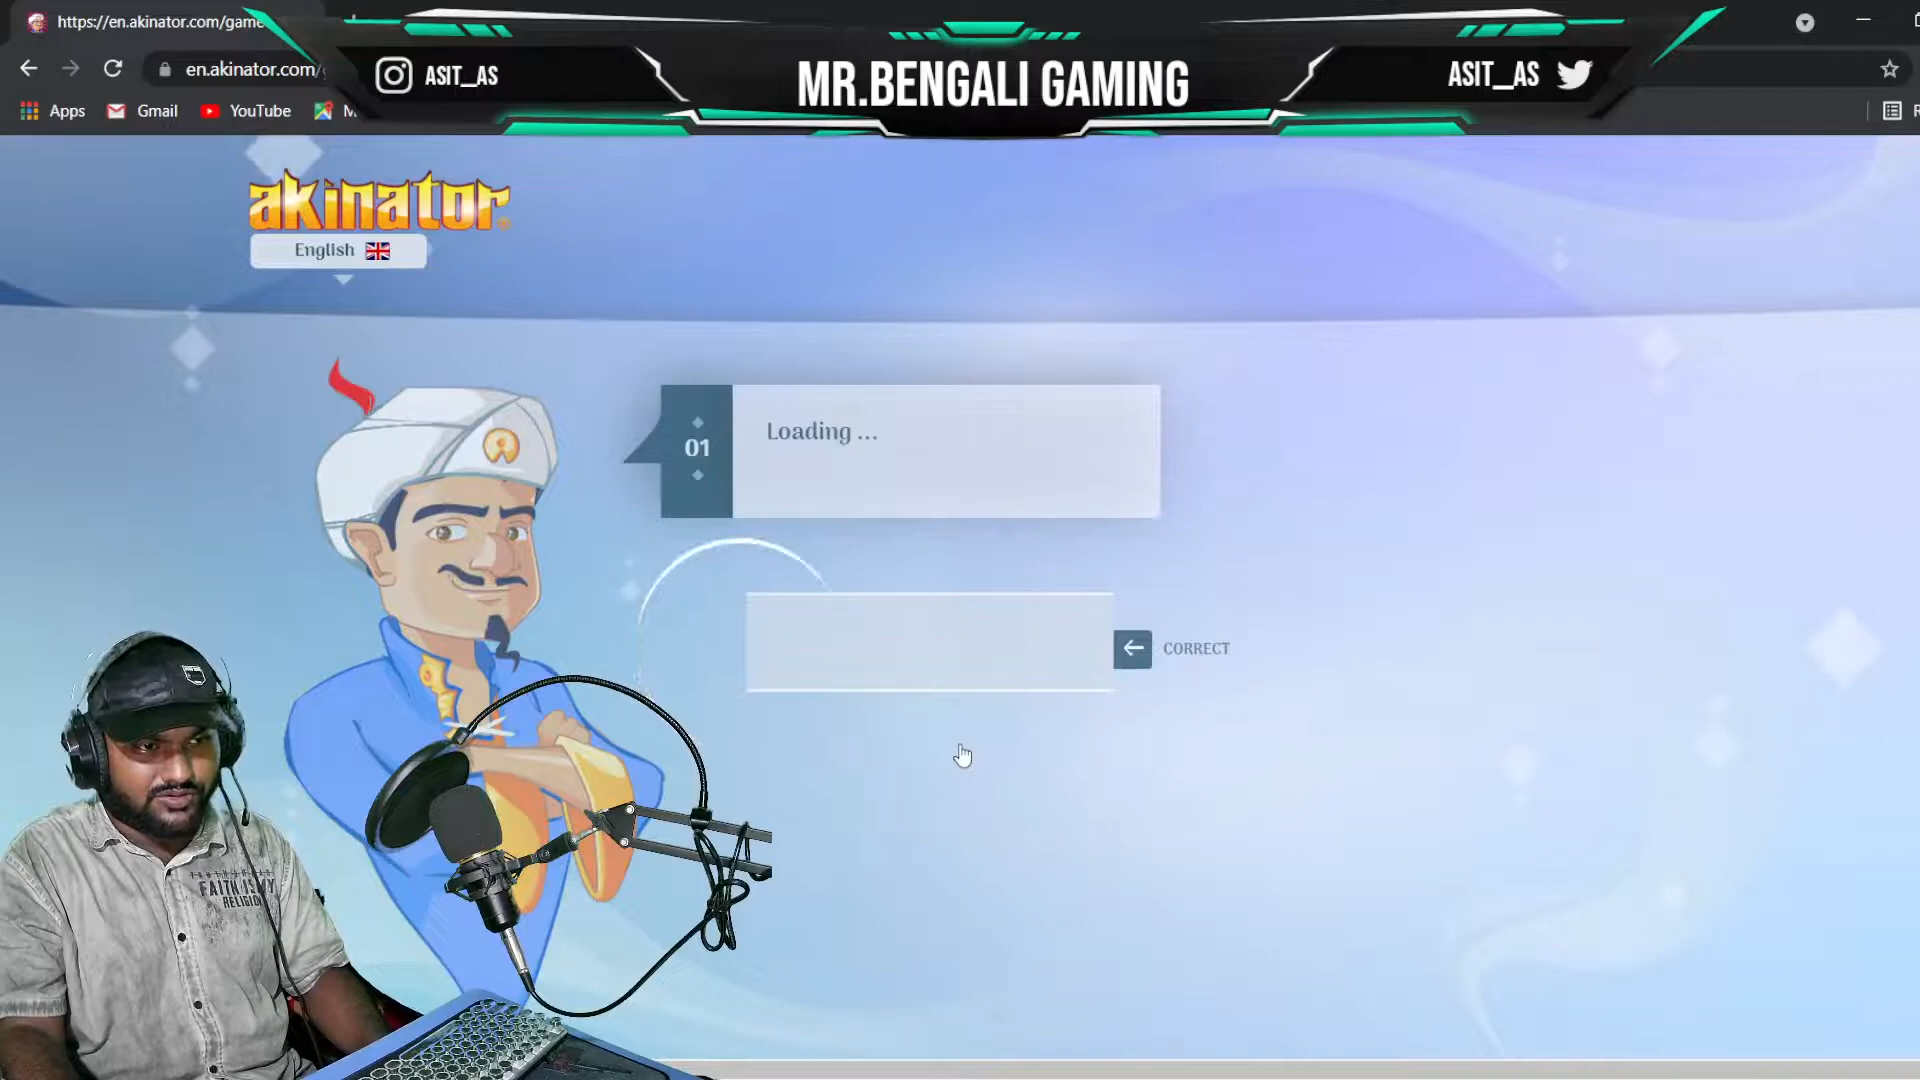 https://en.akinator.com/game
en.akinator.com/
ASIT_AS
MR.BENGALI GAMING
ASIT_AS
Apps
Gmail
YouTube
M
R
akinator
English
01
Loading ...
CORRECT
FAITH IS MY
RELIGION